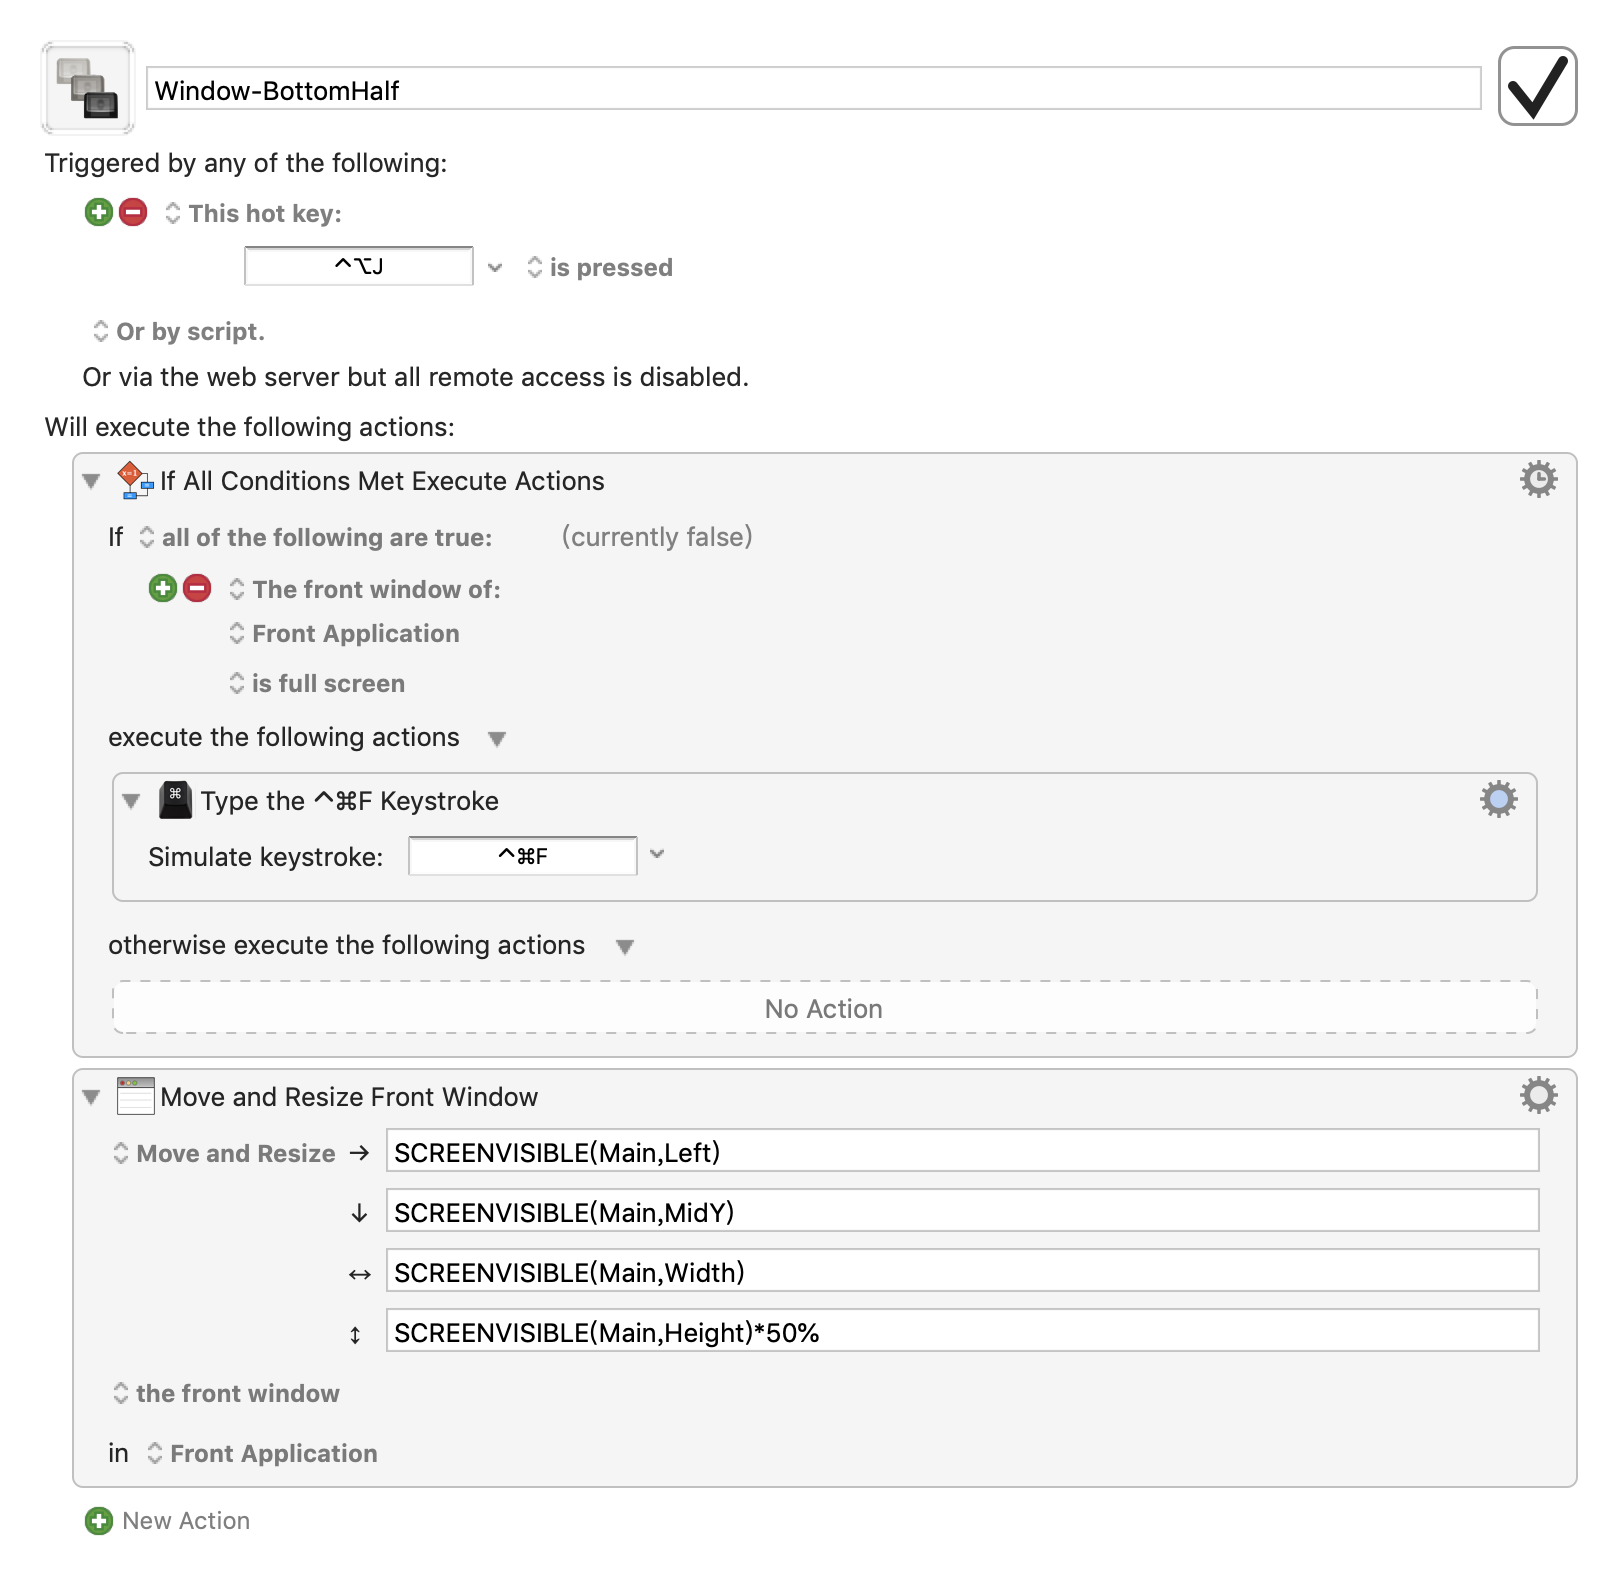 Window-BottomHalf
Triggered by any of the following:
This hot key:
^⌥J is pressed
Or by script.
Or via the web server but all remote access is disabled.
Will execute the following actions:
If All Conditions Met Execute Actions
If all of the following are true: (currently false)
The front window of:
Front Application
is full screen
execute the following actions
Type the ^⌘F Keystroke
Simulate keystroke: ^⌘F
otherwise execute the following actions
No Action
Move and Resize Front Window
Move and Resize → SCREENVISIBLE(Main,Left)
↓ SCREENVISIBLE(Main,MidY)
↔ SCREENVISIBLE(Main,Width)
↕ SCREENVISIBLE(Main,Height)*50%
the front window
in Front Application
New Action